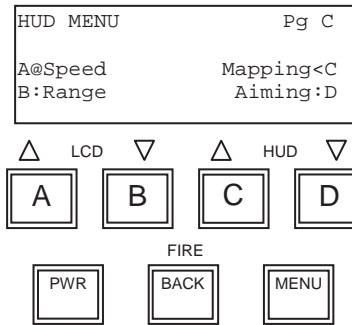 HUD MENU Pg C
A@Speed Mapping<C
B:Range Aiming:D
LCD HUD
A B C D
FIRE
PWR BACK MENU